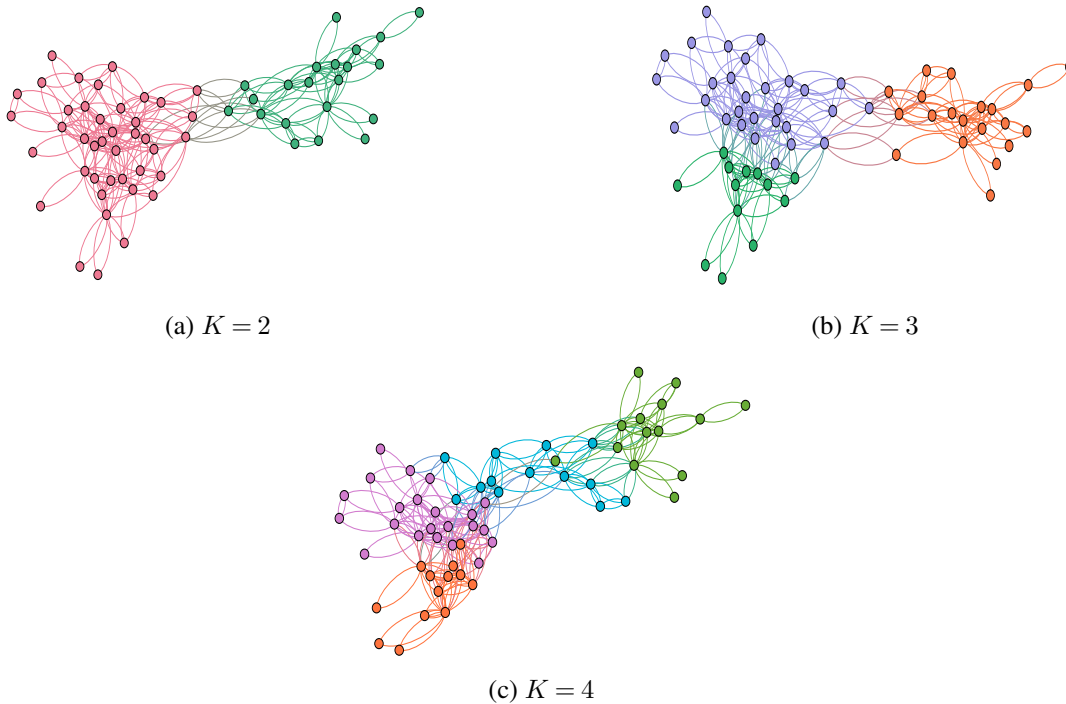 (a) K = 2
(b) K = 3
(c) K = 4